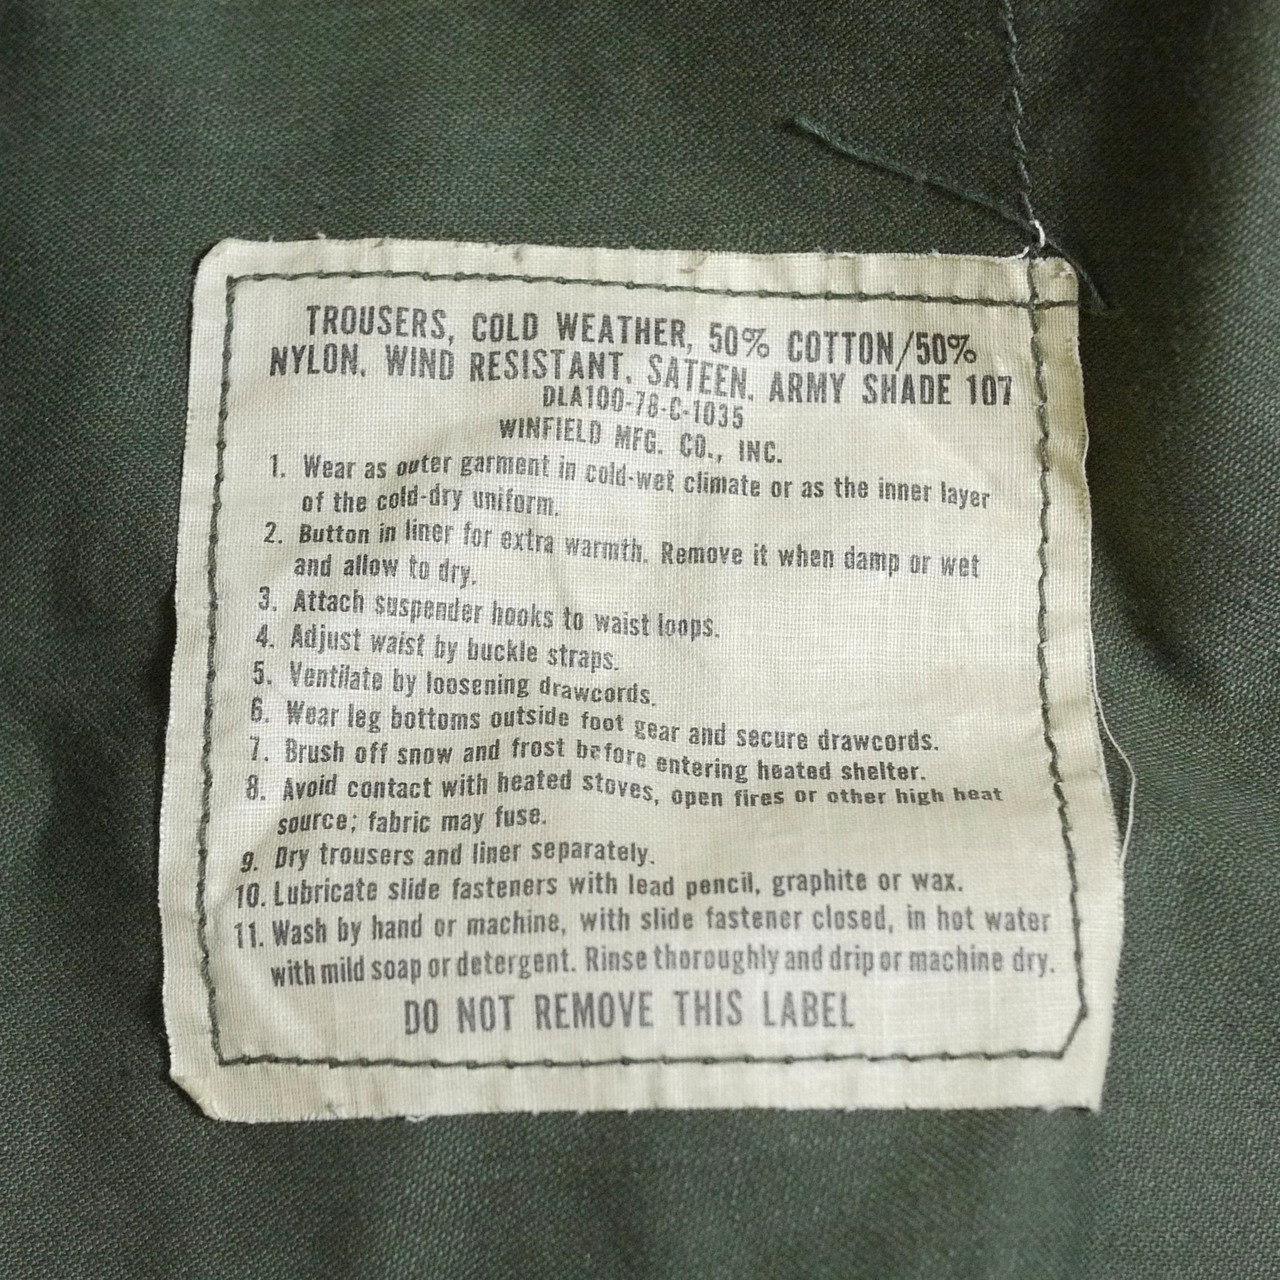 TROUSERS, COLD WEATHER, 50% COTTON/50%
NYLON, WIND RESISTANT, SATEEN, ARMY SHADE 107
DLA100-78-C-1035
WINFIELD MFG. CO., INC.
1. Wear as outer garment in cold-wet climate or as the inner layer
of the cold-dry uniform.
2. Button in liner for extra warmth. Remove it when damp or wet
and allow to dry.
3. Attach suspender hooks to waist loops.
4. Adjust waist by buckle straps.
5. Ventilate by loosening drawcords.
6. Wear leg bottoms outside foot gear and secure drawcords.
7. Brush off snow and frost before entering heated shelter.
8. Avoid contact with heated stoves, open fires or other high heat
source; fabric may fuse.
9. Dry trousers and liner separately.
10. Lubricate slide fasteners with lead pencil, graphite or wax.
11. Wash by hand or machine, with slide fastener closed, in hot water
with mild soap or detergent. Rinse thoroughly and drip or machine dry.
DO NOT REMOVE THIS LABEL